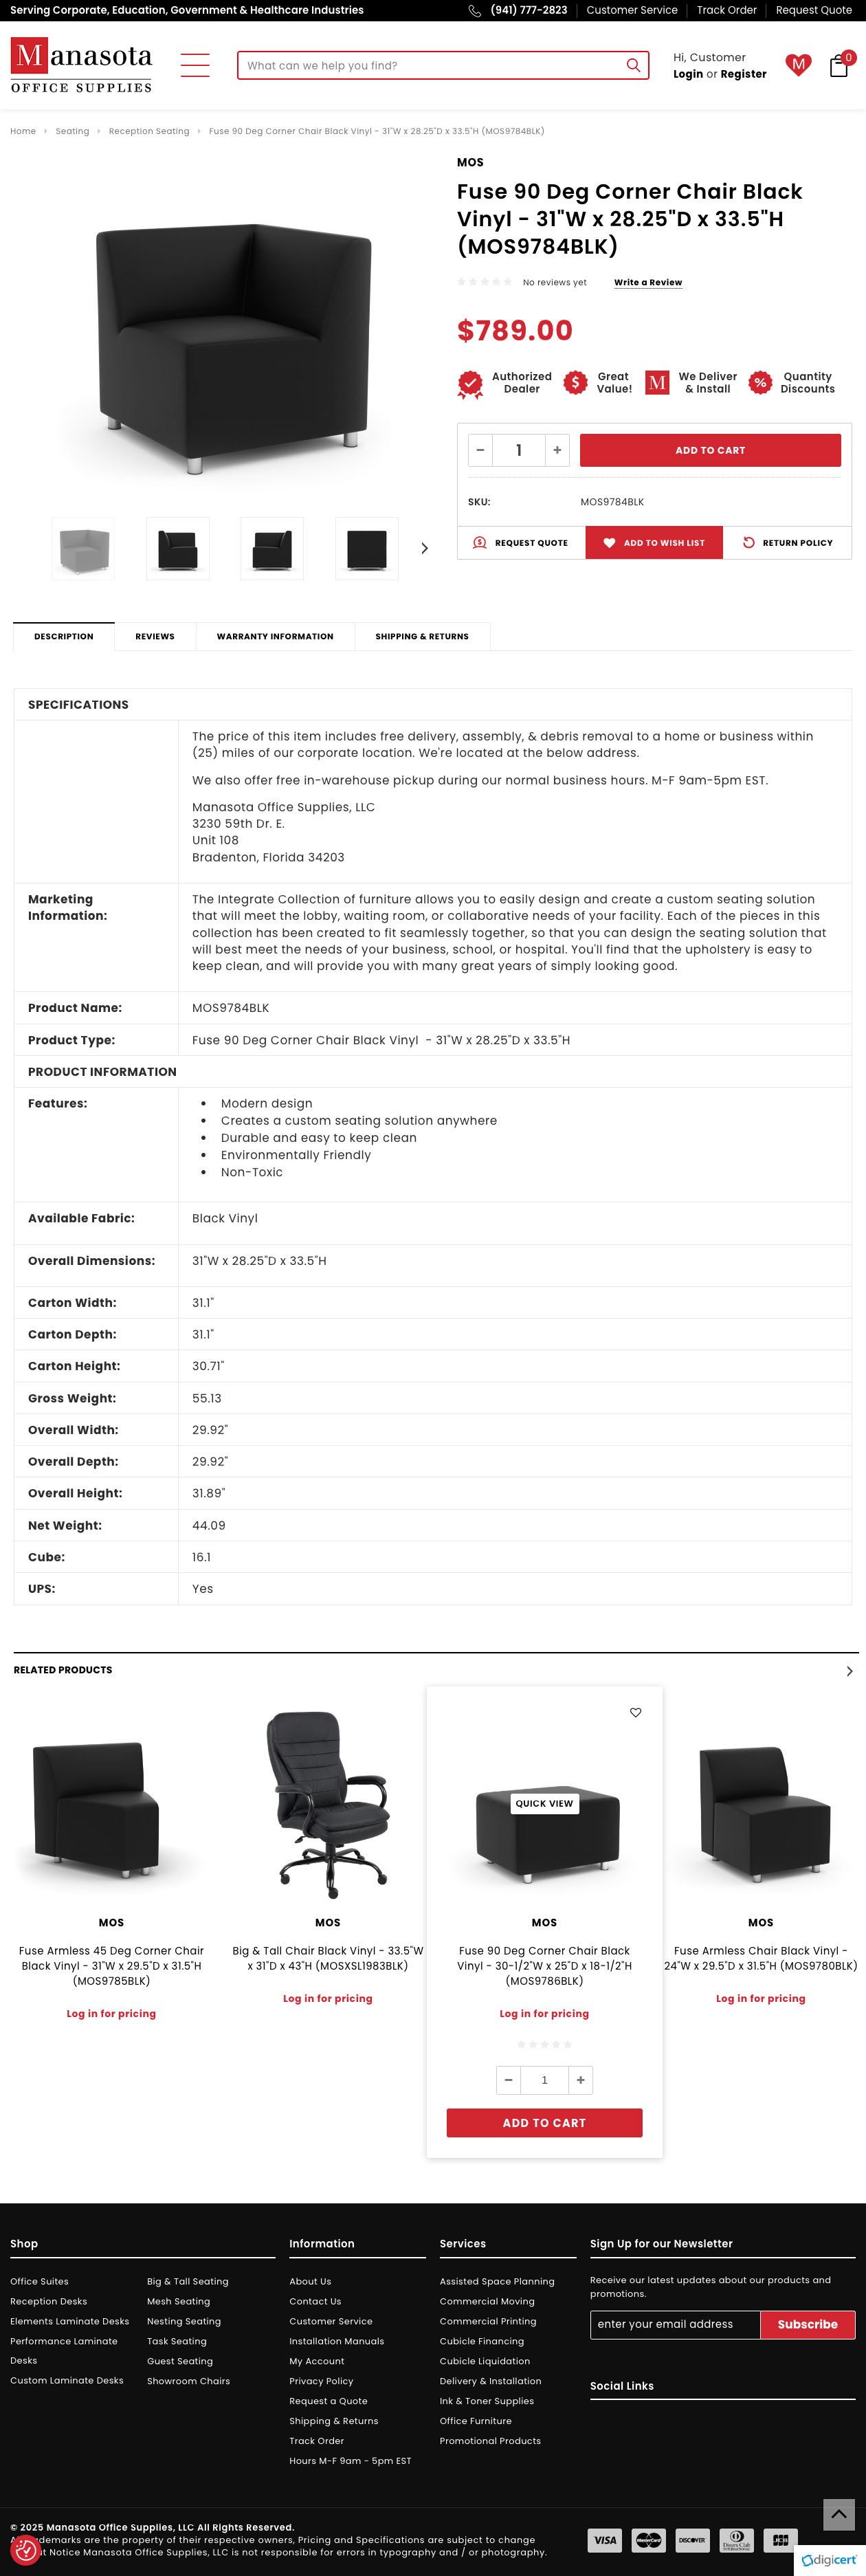 Serving Corporate, Education, Government & Healthcare Industries
(941) 777-2823
Customer Service
Track Order
Request Quote
Manasota
OFFICE SUPPLIES
What can we help you find?
Hi, Customer
Login or Register
M
0
Home
Seating
Reception Seating
Fuse 90 Deg Corner Chair Black Vinyl - 31"W x 28.25"D x 33.5"H (MOS9784BLK)
MOS
Fuse 90 Deg Corner Chair Black
Vinyl - 31"W x 28.25"D x 33.5"H
(MOS9784BLK)
No reviews yet
Write a Review
$789.00
Authorized
Dealer
$
Great
Value!
M
We Deliver
& Install
%
Quantity
Discounts
1
ADD TO CART
SKU:
MOS9784BLK
REQUEST QUOTE
ADD TO WISH LIST
RETURN POLICY
DESCRIPTION
REVIEWS
WARRANTY INFORMATION
SHIPPING & RETURNS
SPECIFICATIONS
The price of this item includes free delivery, assembly, & debris removal to a home or business within
(25) miles of our corporate location. We're located at the below address.
We also offer free in-warehouse pickup during our normal business hours. M-F 9am-5pm EST.
Manasota Office Supplies, LLC
3230 59th Dr. E.
Unit 108
Bradenton, Florida 34203
Marketing
Information:
The Integrate Collection of furniture allows you to easily design and create a custom seating solution
that will meet the lobby, waiting room, or collaborative needs of your facility. Each of the pieces in this
collection has been created to fit seamlessly together, so that you can design the seating solution that
will best meet the needs of your business, school, or hospital. You'll find that the upholstery is easy to
keep clean, and will provide you with many great years of simply looking good.
Product Name:
MOS9784BLK
Product Type:
Fuse 90 Deg Corner Chair Black Vinyl - 31"W x 28.25"D x 33.5"H
PRODUCT INFORMATION
Features:
• Modern design
• Creates a custom seating solution anywhere
• Durable and easy to keep clean
• Environmentally Friendly
• Non-Toxic
Available Fabric:
Black Vinyl
Overall Dimensions:
31"W x 28.25"D x 33.5"H
Carton Width:
31.1"
Carton Depth:
31.1"
Carton Height:
30.71"
Gross Weight:
55.13
Overall Width:
29.92"
Overall Depth:
29.92"
Overall Height:
31.89"
Net Weight:
44.09
Cube:
16.1
UPS:
Yes
RELATED PRODUCTS
MOS
Fuse Armless 45 Deg Corner Chair
Black Vinyl - 31"W x 29.5"D x 31.5"H
(MOS9785BLK)
Log in for pricing
MOS
Big & Tall Chair Black Vinyl - 33.5"W
x 31"D x 43"H (MOSXSL1983BLK)
Log in for pricing
QUICK VIEW
MOS
Fuse 90 Deg Corner Chair Black
Vinyl - 30-1/2"W x 25"D x 18-1/2"H
(MOS9786BLK)
Log in for pricing
1
ADD TO CART
MOS
Fuse Armless Chair Black Vinyl -
24"W x 29.5"D x 31.5"H (MOS9780BLK)
Log in for pricing
Shop
Office Suites
Reception Desks
Elements Laminate Desks
Performance Laminate
Desks
Custom Laminate Desks
Big & Tall Seating
Mesh Seating
Nesting Seating
Task Seating
Guest Seating
Showroom Chairs
Information
About Us
Contact Us
Customer Service
Installation Manuals
My Account
Privacy Policy
Request a Quote
Shipping & Returns
Track Order
Hours M-F 9am - 5pm EST
Services
Assisted Space Planning
Commercial Moving
Commercial Printing
Cubicle Financing
Cubicle Liquidation
Delivery & Installation
Ink & Toner Supplies
Office Furniture
Promotional Products
Sign Up for our Newsletter
Receive our latest updates about our products and
promotions.
enter your email address
Subscribe
Social Links
© 2025 Manasota Office Supplies, LLC All Rights Reserved.
trademarks are the property of their respective owners, Pricing and Specifications are subject to change
Notice Manasota Office Supplies, LLC is not responsible for errors in typography and / or photography.
VISA
MasterCard
DISCOVER
Diners Club
JCB
digicert